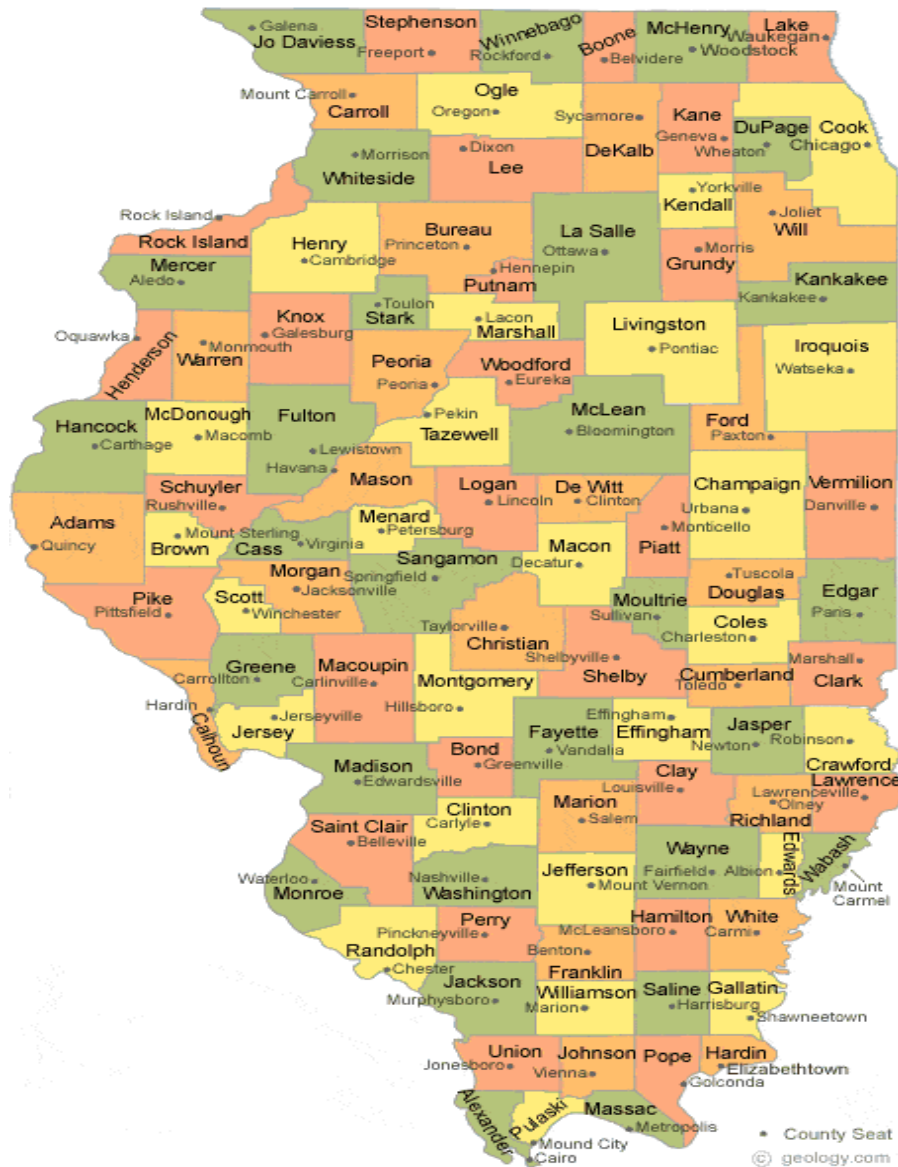 Galena
Jo Daviess
Stephenson
Freeport
Winnebago
Rockford
Boone
Belvidere
McHenry
Woodstock
Lake
Waukegan
Mount Carroll
Carroll
Ogle
Oregon
Sycamore
DeKalb
Kane
Geneva
Wheaton
DuPage
Cook
Chicago
Morrison
Whiteside
Dixon
Lee
Yorkville
Kendall
Joliet
Will
Rock Island
Rock Island
Henry
Cambridge
Bureau
Princeton
La Salle
Ottawa
Morris
Grundy
Mercer
Aledo
Hennepin
Putnam
Kankakee
Kankakee
Oquawka
Henderson
Monmouth
Warren
Knox
Galesburg
Toulon
Stark
Lacon
Marshall
Livingston
Pontiac
Iroquois
Watseka
Peoria
Peoria
Woodford
Eureka
Hancock
Carthage
McDonough
Macomb
Fulton
Lewistown
Havana
Pekin
Tazewell
McLean
Bloomington
Ford
Paxton
Mason
Schuyler
Rushville
Logan
Lincoln
De Witt
Clinton
Champaign
Urbana
Vermilion
Danville
Adams
Quincy
Mount Sterling
Brown
Cass
Virginia
Menard
Petersburg
Monticello
Piatt
Macon
Decatur
Sangamon
Springfield
Morgan
Jacksonville
Pike
Pittsfield
Scott
Winchester
Tuscola
Douglas
Moultrie
Sullivan
Edgar
Paris
Coles
Charleston
Taylorville
Christian
Shelbyville
Shelby
Greene
Carrollton
Macoupin
Carlinville
Montgomery
Hillsboro
Cumberland
Toledo
Marshall
Clark
Hardin
Calhoun
Jerseyville
Jersey
Fayette
Vandalia
Effingham
Effingham
Jasper
Newton
Robinson
Crawford
Madison
Edwardsville
Bond
Greenville
Clay
Louisville
Lawrence
Lawrenceville
Olney
Richland
Clinton
Carlyle
Marion
Salem
Saint Clair
Belleville
Waterloo
Monroe
Nashville
Washington
Jefferson
Mount Vernon
Wayne
Fairfield
Albion
Edwards
Wabash
Mount
Carmel
Randolph
Chester
Perry
Pinckneyville
Hamilton
McLeansboro
White
Carmi
Benton
Franklin
Jackson
Murphysboro
Williamson
Marion
Saline
Harrisburg
Gallatin
Shawneetown
Union
Jonesboro
Johnson
Vienna
Pope
Golconda
Hardin
Elizabethtown
Alexander
Pulaski
Massac
Metropolis
Mound City
Cairo
County Seat
© geology.com